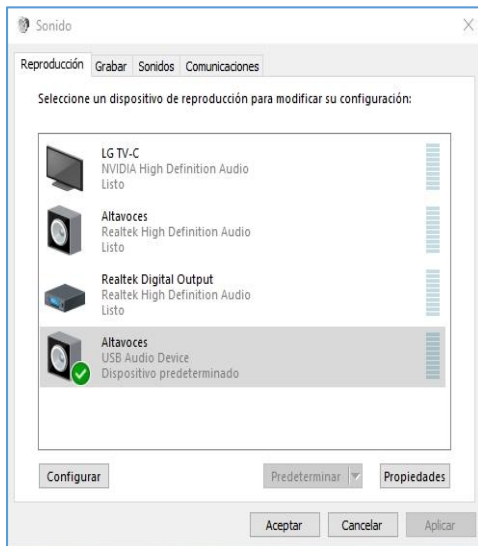 Sonido
Reproducción Grabar Sonidos Comunicaciones
Seleccione un dispositivo de reproducción para modificar su configuración:
LG TV-C
NVIDIA High Definition Audio
Listo
Altavoces
Realtek High Definition Audio
Listo
Realtek Digital Output
Realtek High Definition Audio
Listo
Altavoces
USB Audio Device
Dispositivo predeterminado
Configurar Predeterminar Propiedades
Aceptar Cancelar Aplicar